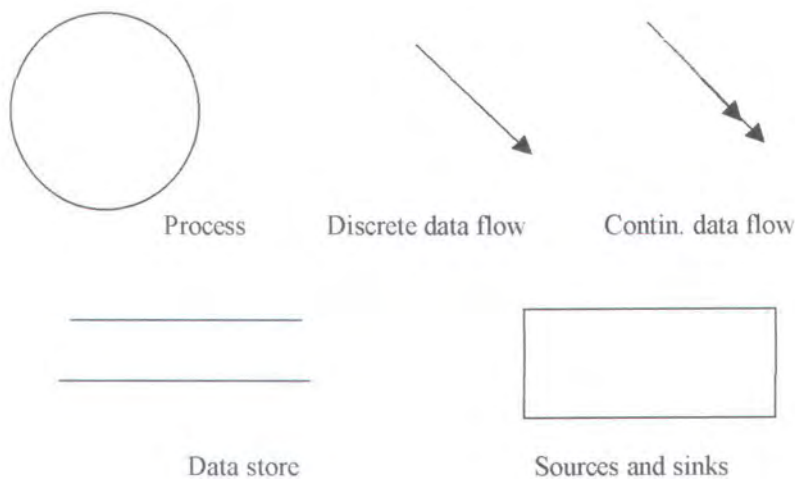 Process
Discrete data flow
Contin. data flow
Data store
Sources and sinks